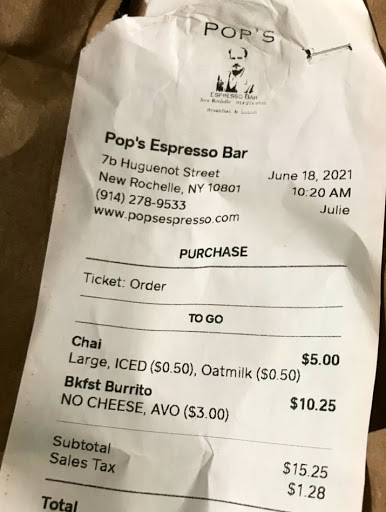 POP'S
ESPRESSO BAR
New Rochelle
Breakfast & Lunch
Pop's Espresso Bar
7b Huguenot Street
New Rochelle, NY 10801
(914) 278-9533
www.popsespresso.com
June 18, 2021
10:20 AM
Julie
PURCHASE
Ticket: Order
TO GO
Chai $5.00
Large, ICED ($0.50), Oatmilk ($0.50)
Bkfst Burrito $10.25
NO CHEESE, AVO ($3.00)
Subtotal $15.25
Sales Tax $1.28
Total